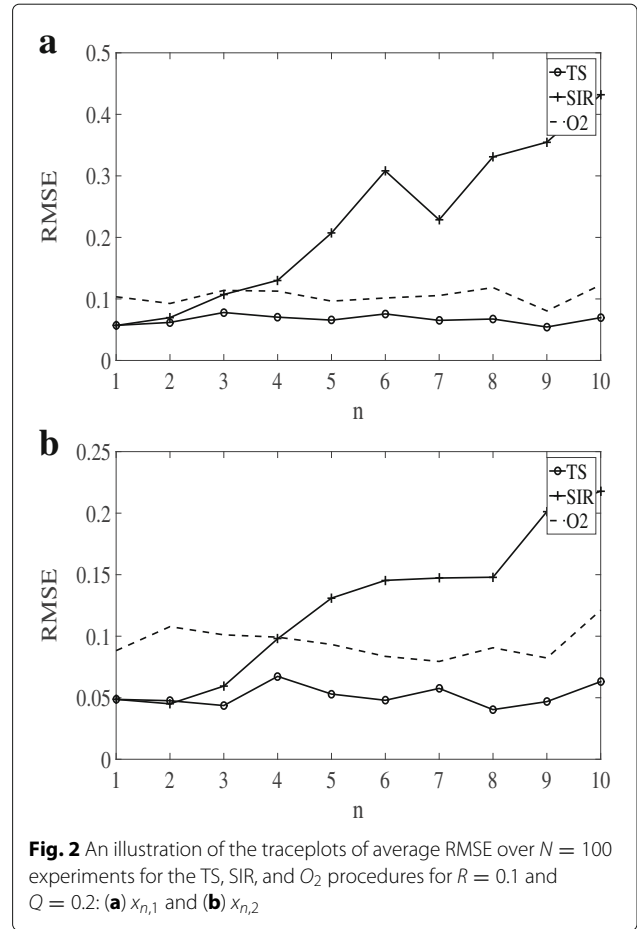 a
0.5
0.4
0.3
0.2
0.1
0
RMSE
TS
SIR
O2
1 2 3 4 5 6 7 8 9 10
n
b
0.25
0.2
0.15
0.1
0.05
0
RMSE
TS
SIR
O2
1 2 3 4 5 6 7 8 9 10
n
Fig. 2 An illustration of the traceplots of average RMSE over N = 100
experiments for the TS, SIR, and O₂ procedures for R = 0.1 and
Q = 0.2: (a) xₙ,₁ and (b) xₙ,₂